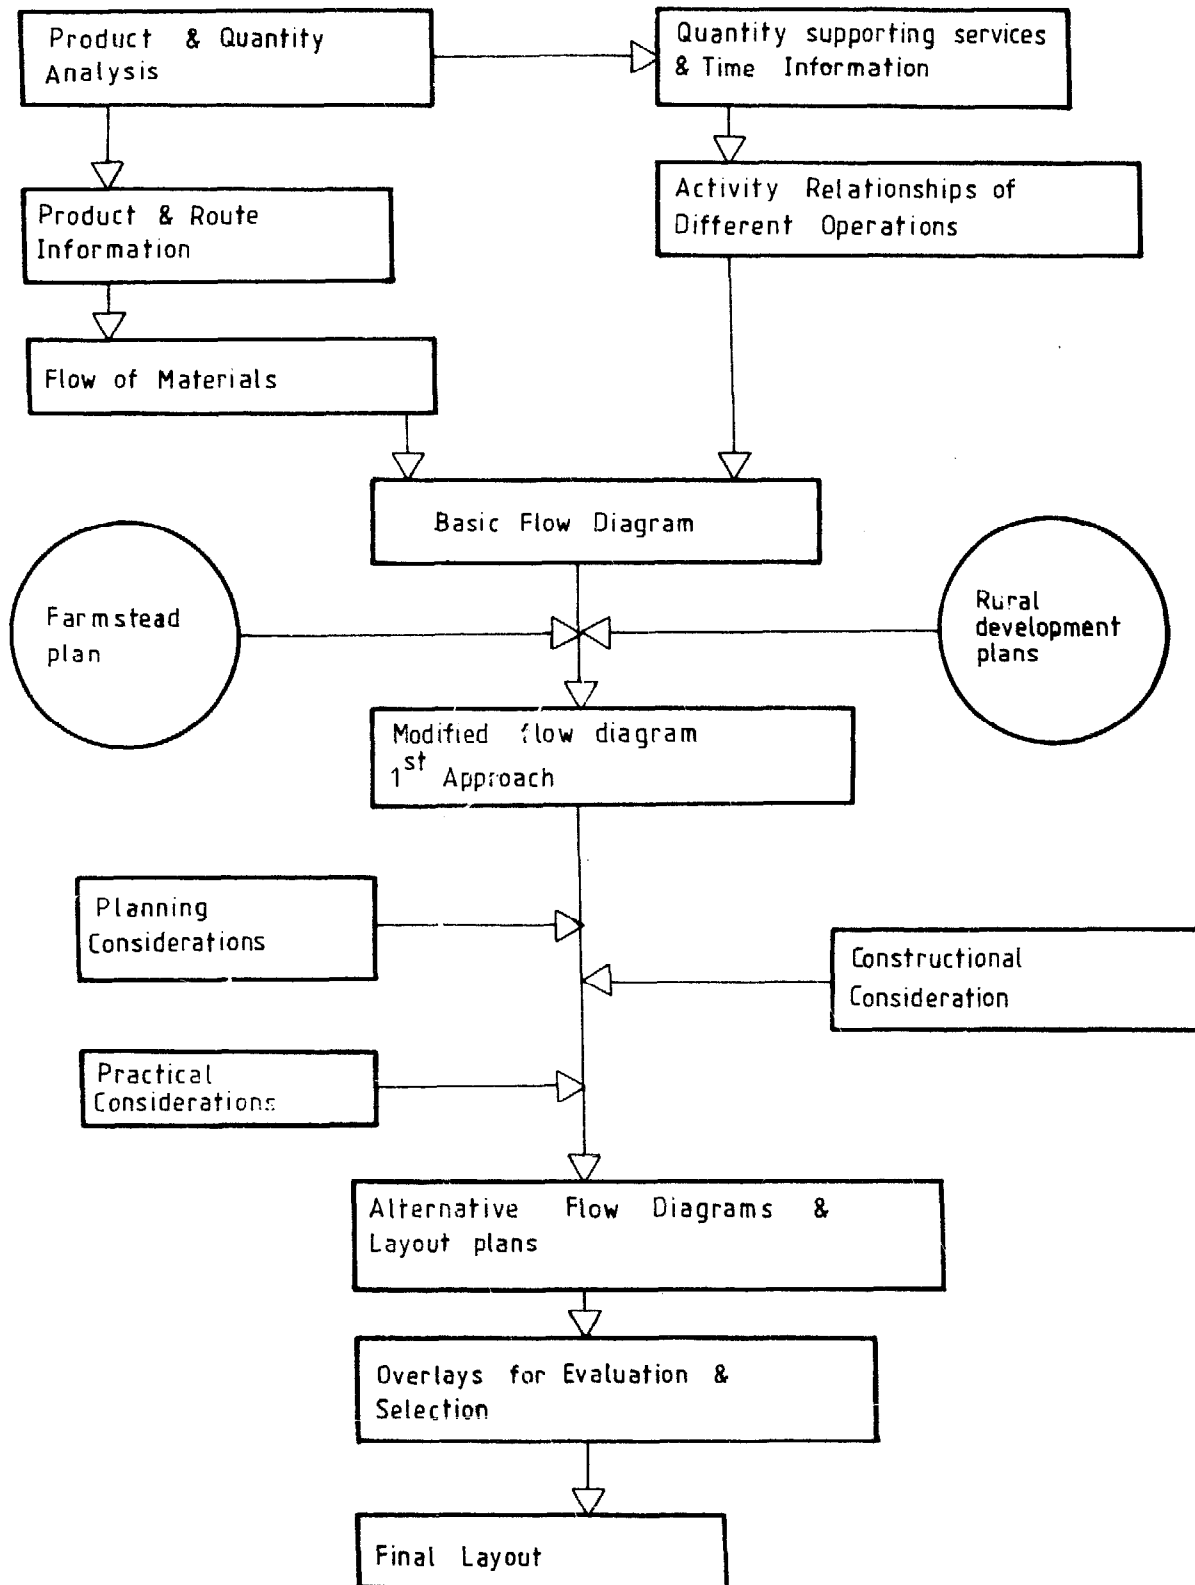 Product & Quantity
Analysis
Quantity supporting services
& Time Information
Product & Route
Information
Activity Relationships of
Different Operations
Flow of Materials
Basic Flow Diagram
Farmstead
plan
Rural
development
plans
Modified flow diagram
1st Approach
Planning
Considerations
Constructional
Consideration
Practical
Considerations
Alternative Flow Diagrams &
Layout plans
Overlays for Evaluation &
Selection
Final Layout